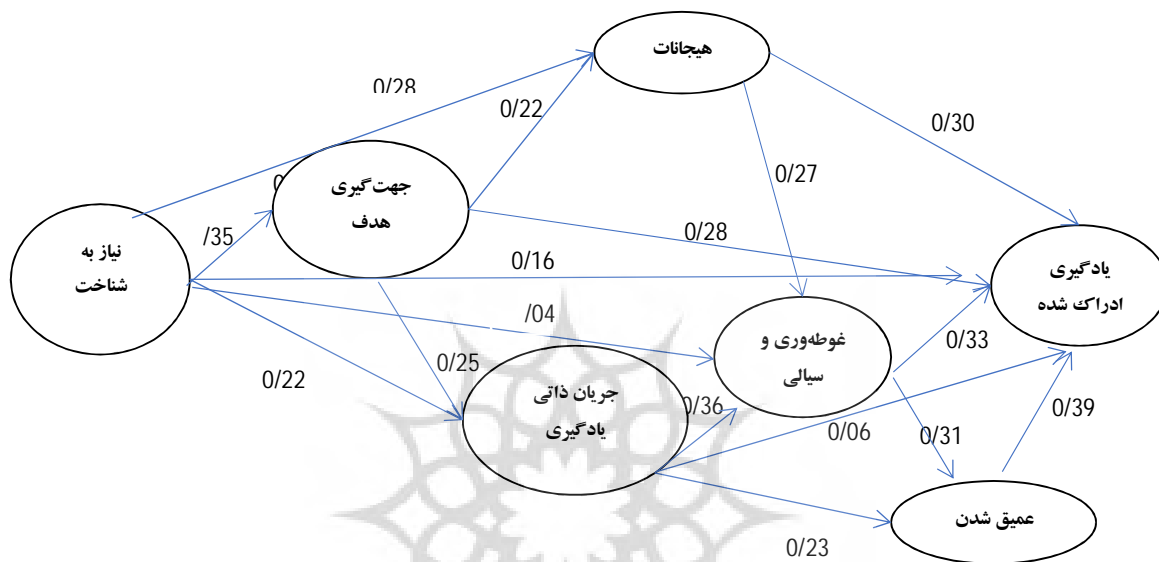 هیجانات
0/28
0/22
0/30
جهت‌گیری
هدف
0/27
/35
0/28
نیاز به
شناخت
0/16
یادگیری
ادراک شده
/04
غوطه‌وری و
سیالی
0/33
0/22
0/25
جریان ذاتی
یادگیری
0/36
0/06
0/31
0/39
عمیق شدن
0/23